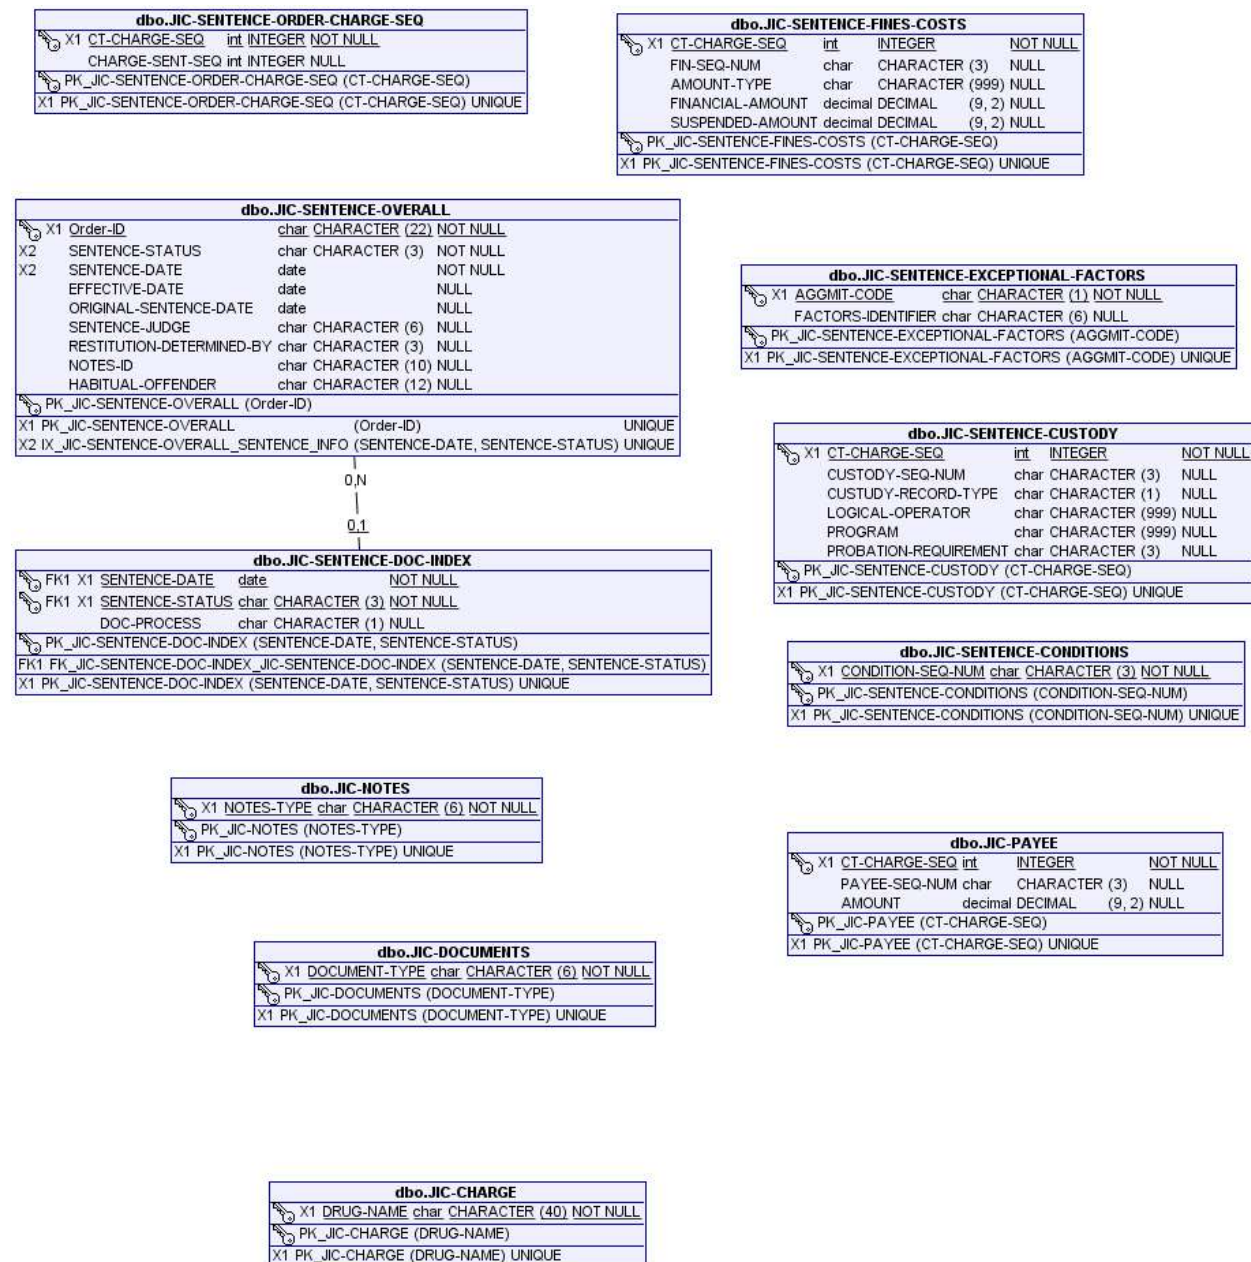 dbo.JIC-SENTENCE-ORDER-CHARGE-SEQ
X1 CT-CHARGE-SEQ int INTEGER NOT NULL
CHARGE-SENT-SEQ int INTEGER NULL
PK_JIC-SENTENCE-ORDER-CHARGE-SEQ (CT-CHARGE-SEQ)
X1 PK_JIC-SENTENCE-ORDER-CHARGE-SEQ (CT-CHARGE-SEQ) UNIQUE
dbo.JIC-SENTENCE-FINES-COSTS
X1 CT-CHARGE-SEQ int INTEGER NOT NULL
FIN-SEQ-NUM char CHARACTER (3) NULL
AMOUNT-TYPE char CHARACTER (999) NULL
FINANCIAL-AMOUNT decimal DECIMAL (9, 2) NULL
SUSPENDED-AMOUNT decimal DECIMAL (9, 2) NULL
PK_JIC-SENTENCE-FINES-COSTS (CT-CHARGE-SEQ)
X1 PK_JIC-SENTENCE-FINES-COSTS (CT-CHARGE-SEQ) UNIQUE
dbo.JIC-SENTENCE-OVERALL
X1 Order-ID char CHARACTER (22) NOT NULL
X2 SENTENCE-STATUS char CHARACTER (3) NOT NULL
X2 SENTENCE-DATE date NOT NULL
EFFECTIVE-DATE date NULL
ORIGINAL-SENTENCE-DATE date NULL
SENTENCE-JUDGE char CHARACTER (6) NULL
RESTITUTION-DETERMINED-BY char CHARACTER (3) NULL
NOTES-ID char CHARACTER (10) NULL
HABITUAL-OFFENDER char CHARACTER (12) NULL
PK_JIC-SENTENCE-OVERALL (Order-ID)
X1 PK_JIC-SENTENCE-OVERALL (Order-ID) UNIQUE
X2 IX_JIC-SENTENCE-OVERALL_SENTENCE_INFO (SENTENCE-DATE, SENTENCE-STATUS) UNIQUE
0,N
0,1
dbo.JIC-SENTENCE-DOC-INDEX
FK1 X1 SENTENCE-DATE date NOT NULL
FK1 X1 SENTENCE-STATUS char CHARACTER (3) NOT NULL
DOC-PROCESS char CHARACTER (1) NULL
PK_JIC-SENTENCE-DOC-INDEX (SENTENCE-DATE, SENTENCE-STATUS)
FK1 FK_JIC-SENTENCE-DOC-INDEX_JIC-SENTENCE-DOC-INDEX (SENTENCE-DATE, SENTENCE-STATUS)
X1 PK_JIC-SENTENCE-DOC-INDEX (SENTENCE-DATE, SENTENCE-STATUS) UNIQUE
dbo.JIC-SENTENCE-EXCEPTIONAL-FACTORS
X1 AGGMIT-CODE char CHARACTER (1) NOT NULL
FACTORS-IDENTIFIER char CHARACTER (6) NULL
PK_JIC-SENTENCE-EXCEPTIONAL-FACTORS (AGGMIT-CODE)
X1 PK_JIC-SENTENCE-EXCEPTIONAL-FACTORS (AGGMIT-CODE) UNIQUE
dbo.JIC-SENTENCE-CUSTODY
X1 CT-CHARGE-SEQ int INTEGER NOT NULL
CUSTODY-SEQ-NUM char CHARACTER (3) NULL
CUSTUDY-RECORD-TYPE char CHARACTER (1) NULL
LOGICAL-OPERATOR char CHARACTER (999) NULL
PROGRAM char CHARACTER (999) NULL
PROBATION-REQUIREMENT char CHARACTER (3) NULL
PK_JIC-SENTENCE-CUSTODY (CT-CHARGE-SEQ)
X1 PK_JIC-SENTENCE-CUSTODY (CT-CHARGE-SEQ) UNIQUE
dbo.JIC-SENTENCE-CONDITIONS
X1 CONDITION-SEQ-NUM char CHARACTER (3) NOT NULL
PK_JIC-SENTENCE-CONDITIONS (CONDITION-SEQ-NUM)
X1 PK_JIC-SENTENCE-CONDITIONS (CONDITION-SEQ-NUM) UNIQUE
dbo.JIC-NOTES
X1 NOTES-TYPE char CHARACTER (6) NOT NULL
PK_JIC-NOTES (NOTES-TYPE)
X1 PK_JIC-NOTES (NOTES-TYPE) UNIQUE
dbo.JIC-PAYEE
X1 CT-CHARGE-SEQ int INTEGER NOT NULL
PAYEE-SEQ-NUM char CHARACTER (3) NULL
AMOUNT decimal DECIMAL (9, 2) NULL
PK_JIC-PAYEE (CT-CHARGE-SEQ)
X1 PK_JIC-PAYEE (CT-CHARGE-SEQ) UNIQUE
dbo.JIC-DOCUMENTS
X1 DOCUMENT-TYPE char CHARACTER (6) NOT NULL
PK_JIC-DOCUMENTS (DOCUMENT-TYPE)
X1 PK_JIC-DOCUMENTS (DOCUMENT-TYPE) UNIQUE
dbo.JIC-CHARGE
X1 DRUG-NAME char CHARACTER (40) NOT NULL
PK_JIC-CHARGE (DRUG-NAME)
X1 PK_JIC-CHARGE (DRUG-NAME) UNIQUE